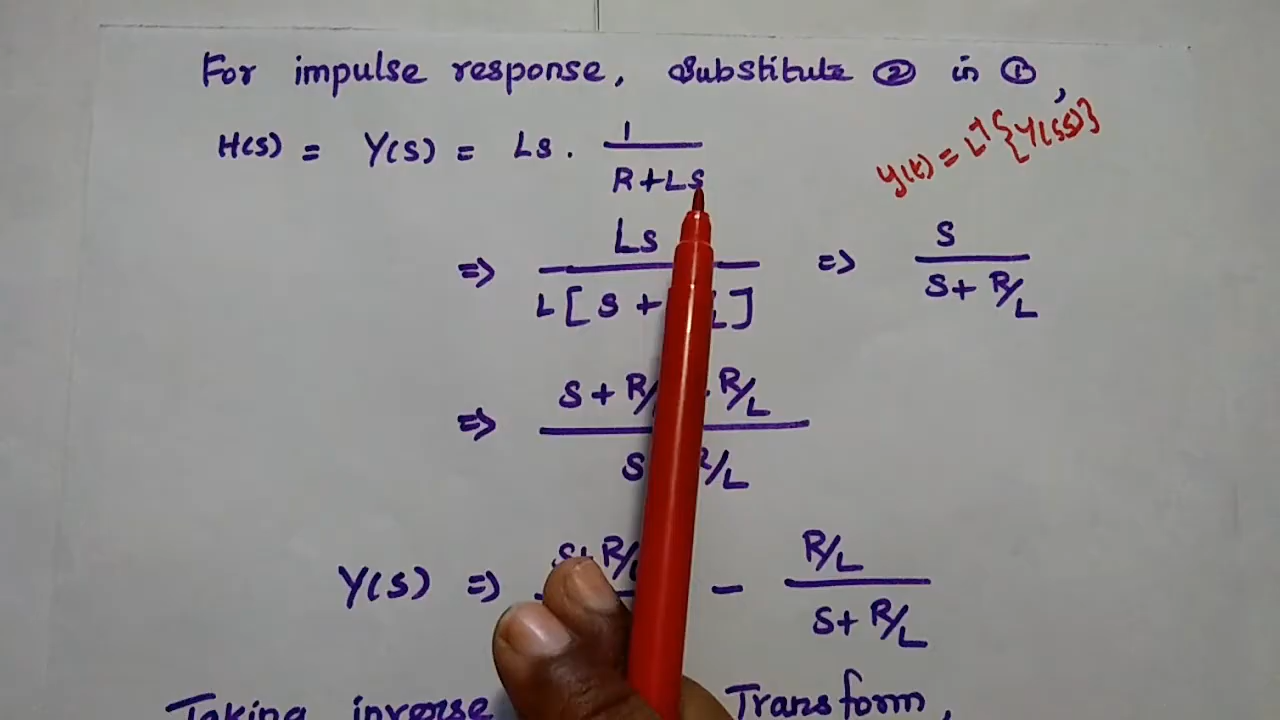 For impulse response, Substitute ② in ①,
H(S) = Y(S) = Ls . 1 / R+Ls
y(t) = L⁻¹{Y(S)}
=> Ls / L[S + L] => S / S + R/L
=> S + R/ R/L / S R/L
Y(S) => S+R/ - R/L / S+ R/L
Taking inverse Transform,